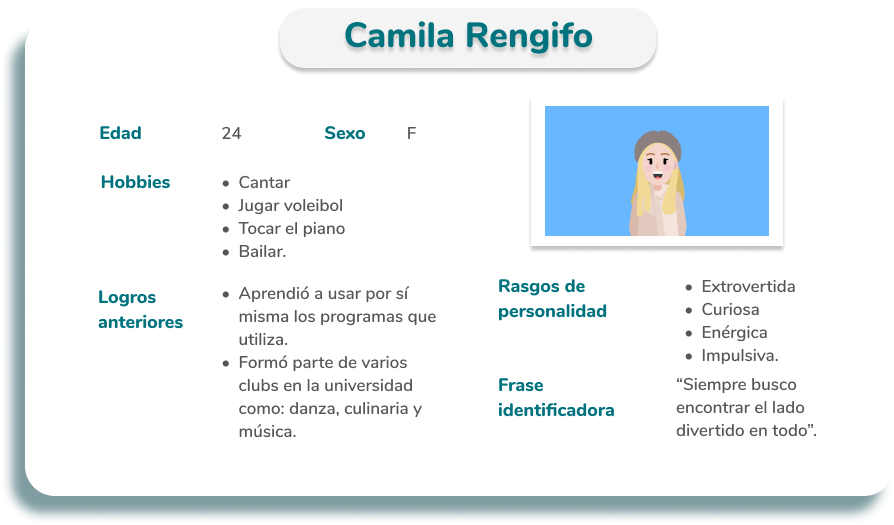 Camila Rengifo
Edad 24 Sexo F
Hobbies
• Cantar
• Jugar voleibol
• Tocar el piano
• Bailar.
Logros
anteriores
• Aprendió a usar por sí
misma los programas que
utiliza.
• Formó parte de varios
clubs en la universidad
como: danza, culinaria y
música.
Rasgos de
personalidad
• Extrovertida
• Curiosa
• Enérgica
• Impulsiva.
Frase
identificadora
“Siempre busco
encontrar el lado
divertido en todo”.